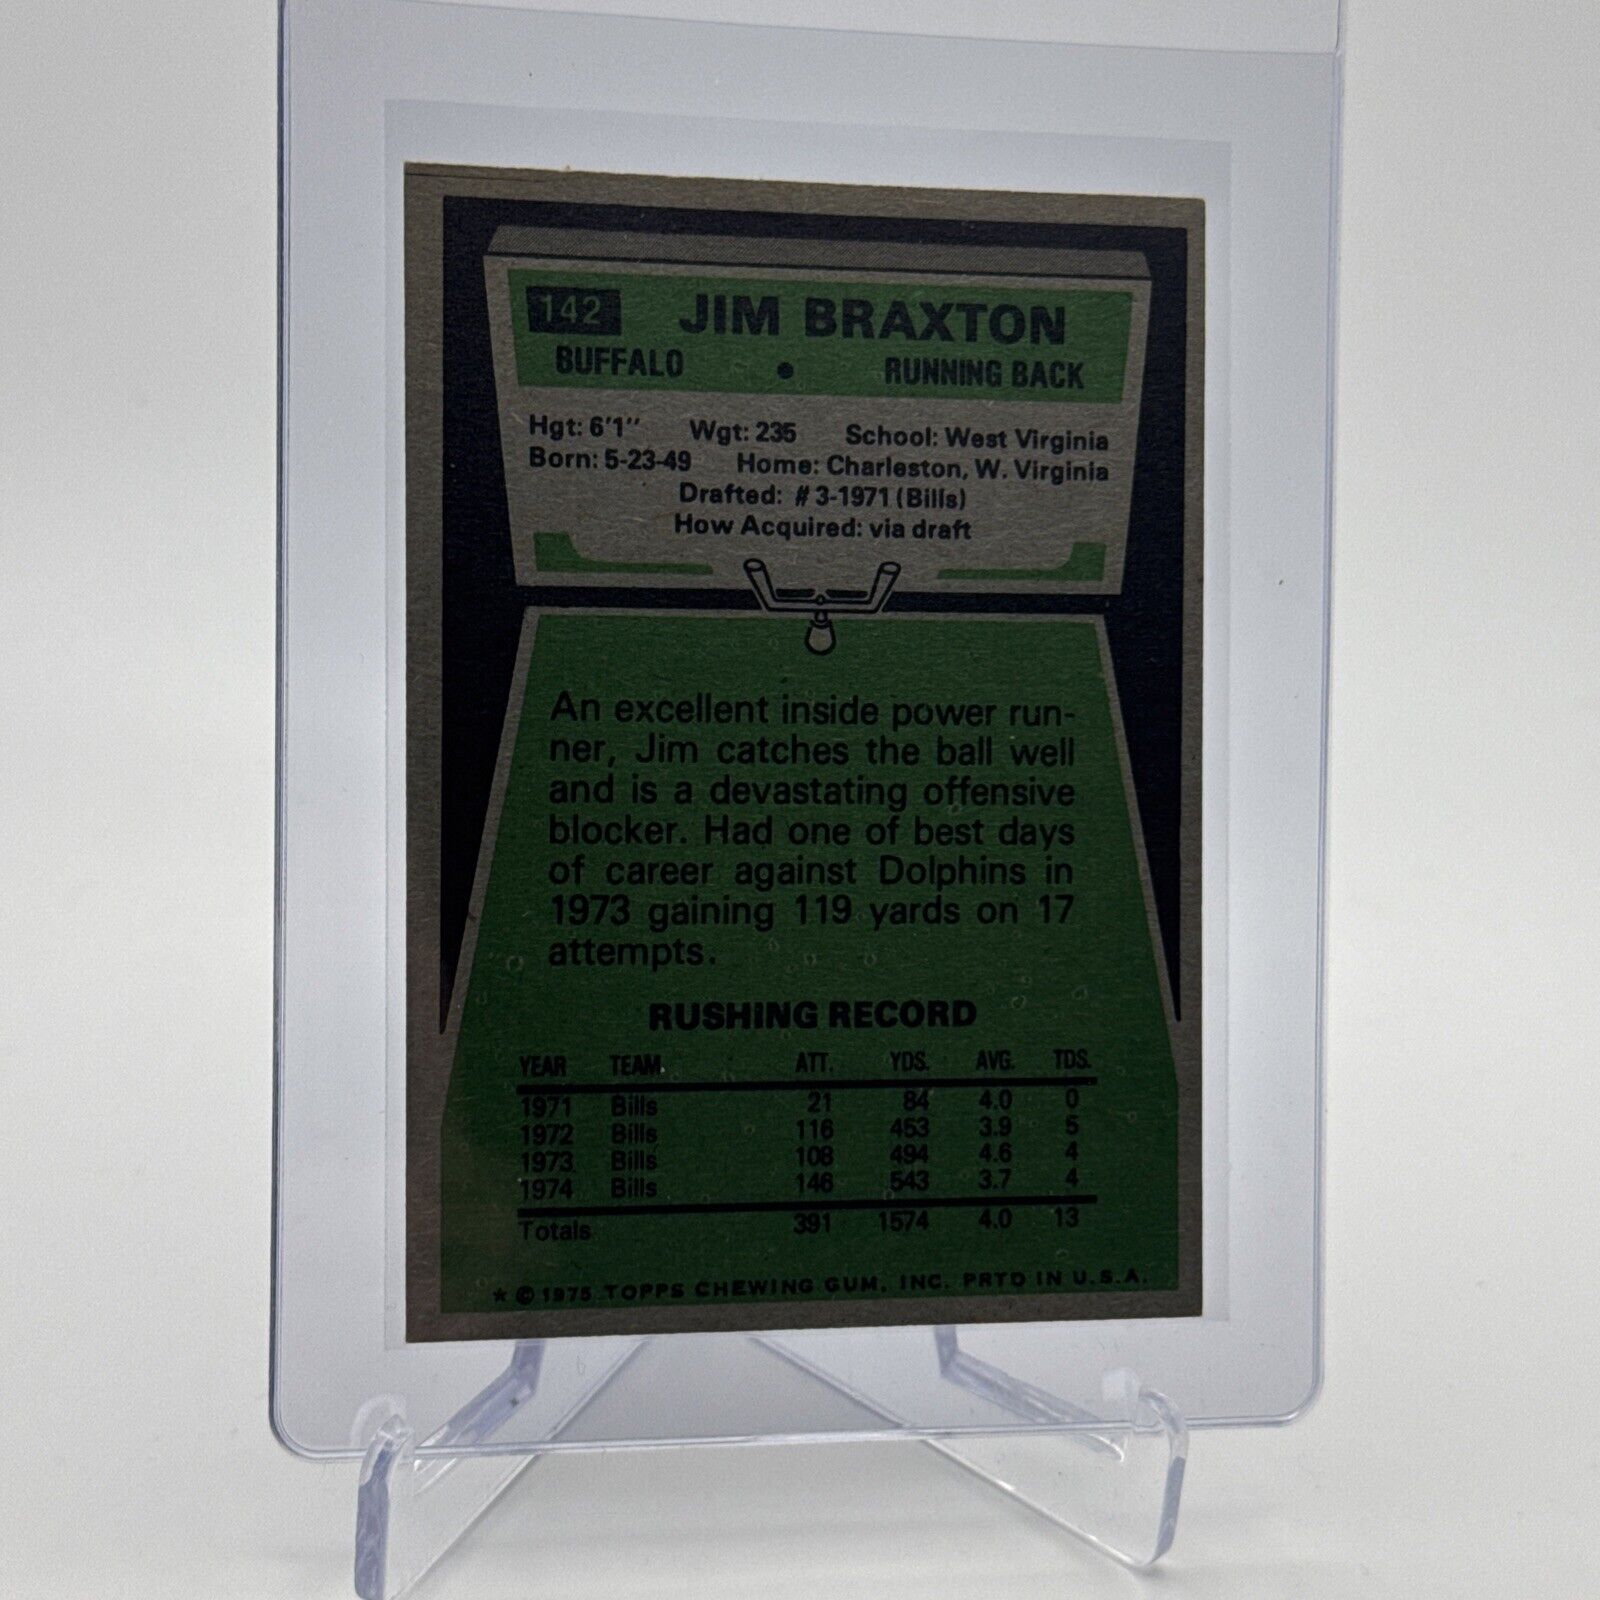 142 JIM BRAXTON
BUFFALO • RUNNING BACK
Hgt: 6'1" Wgt: 235 School: West Virginia
Born: 5-23-49 Home: Charleston, W. Virginia
Drafted: #3-1971 (Bills)
How Acquired: via draft
An excellent inside power run-
ner, Jim catches the ball well
and is a devastating offensive
blocker. Had one of best days
of career against Dolphins in
1973 gaining 119 yards on 17
attempts.
RUSHING RECORD
YEAR TEAM ATT. YDS. AVG. TDS.
1971 Bills 21 84 4.0 0
1972 Bills 116 453 3.9 5
1973 Bills 108 494 4.6 4
1974 Bills 146 543 3.7 4
Totals 391 1574 4.0 13
* © 1975 TOPPS CHEWING GUM, INC. PRTD IN U.S.A.